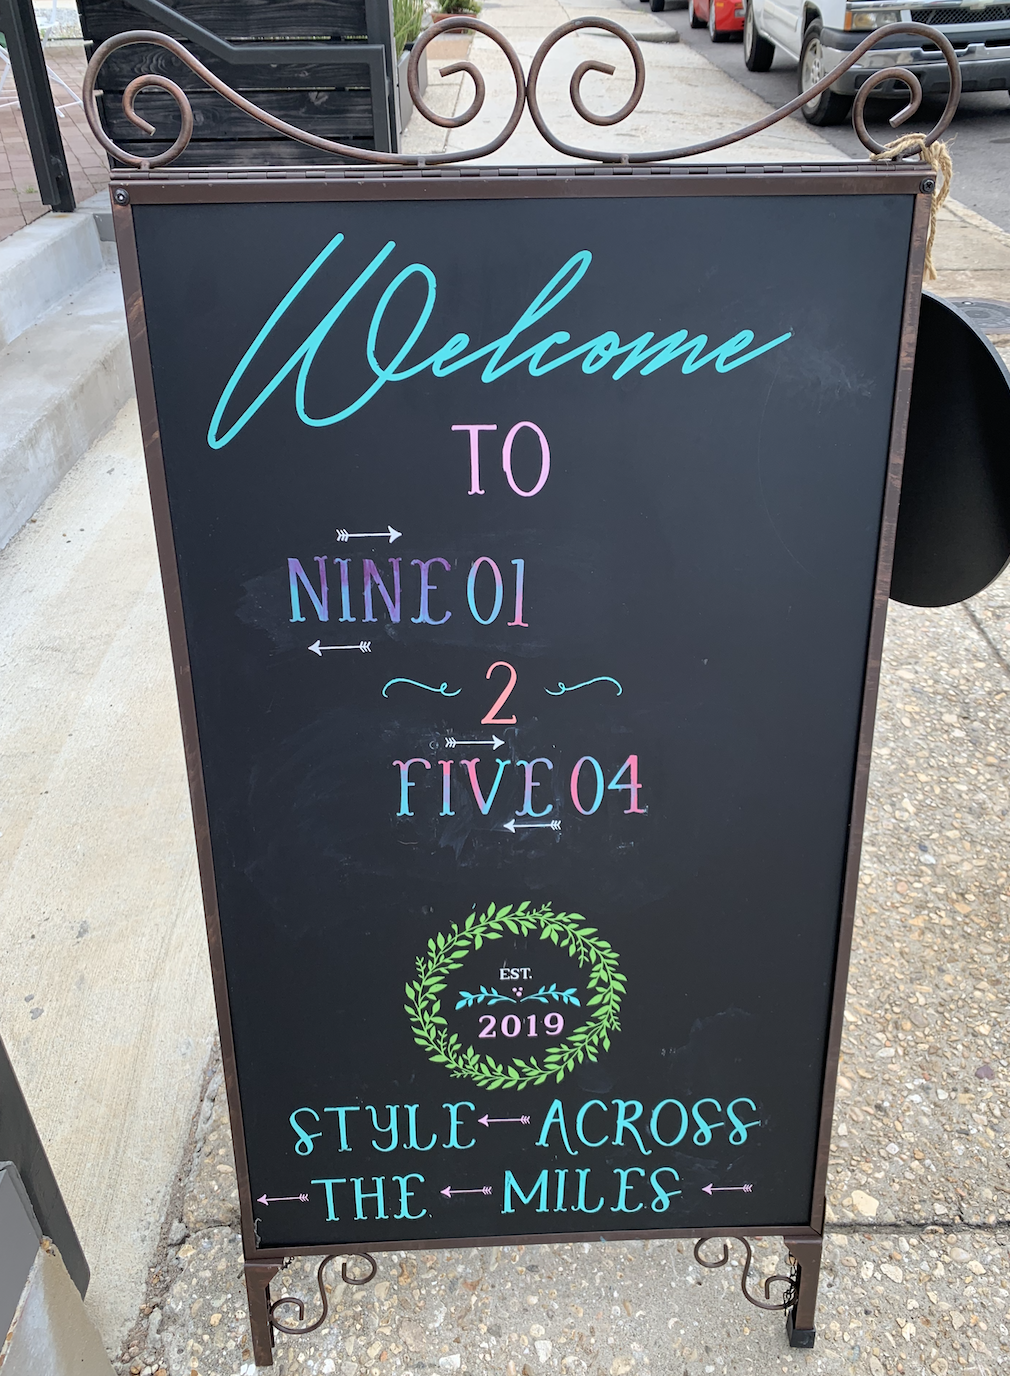 Welcome
TO
NINE 01
2
FIVE 04
EST.
2019
STYLE ACROSS
THE MILES